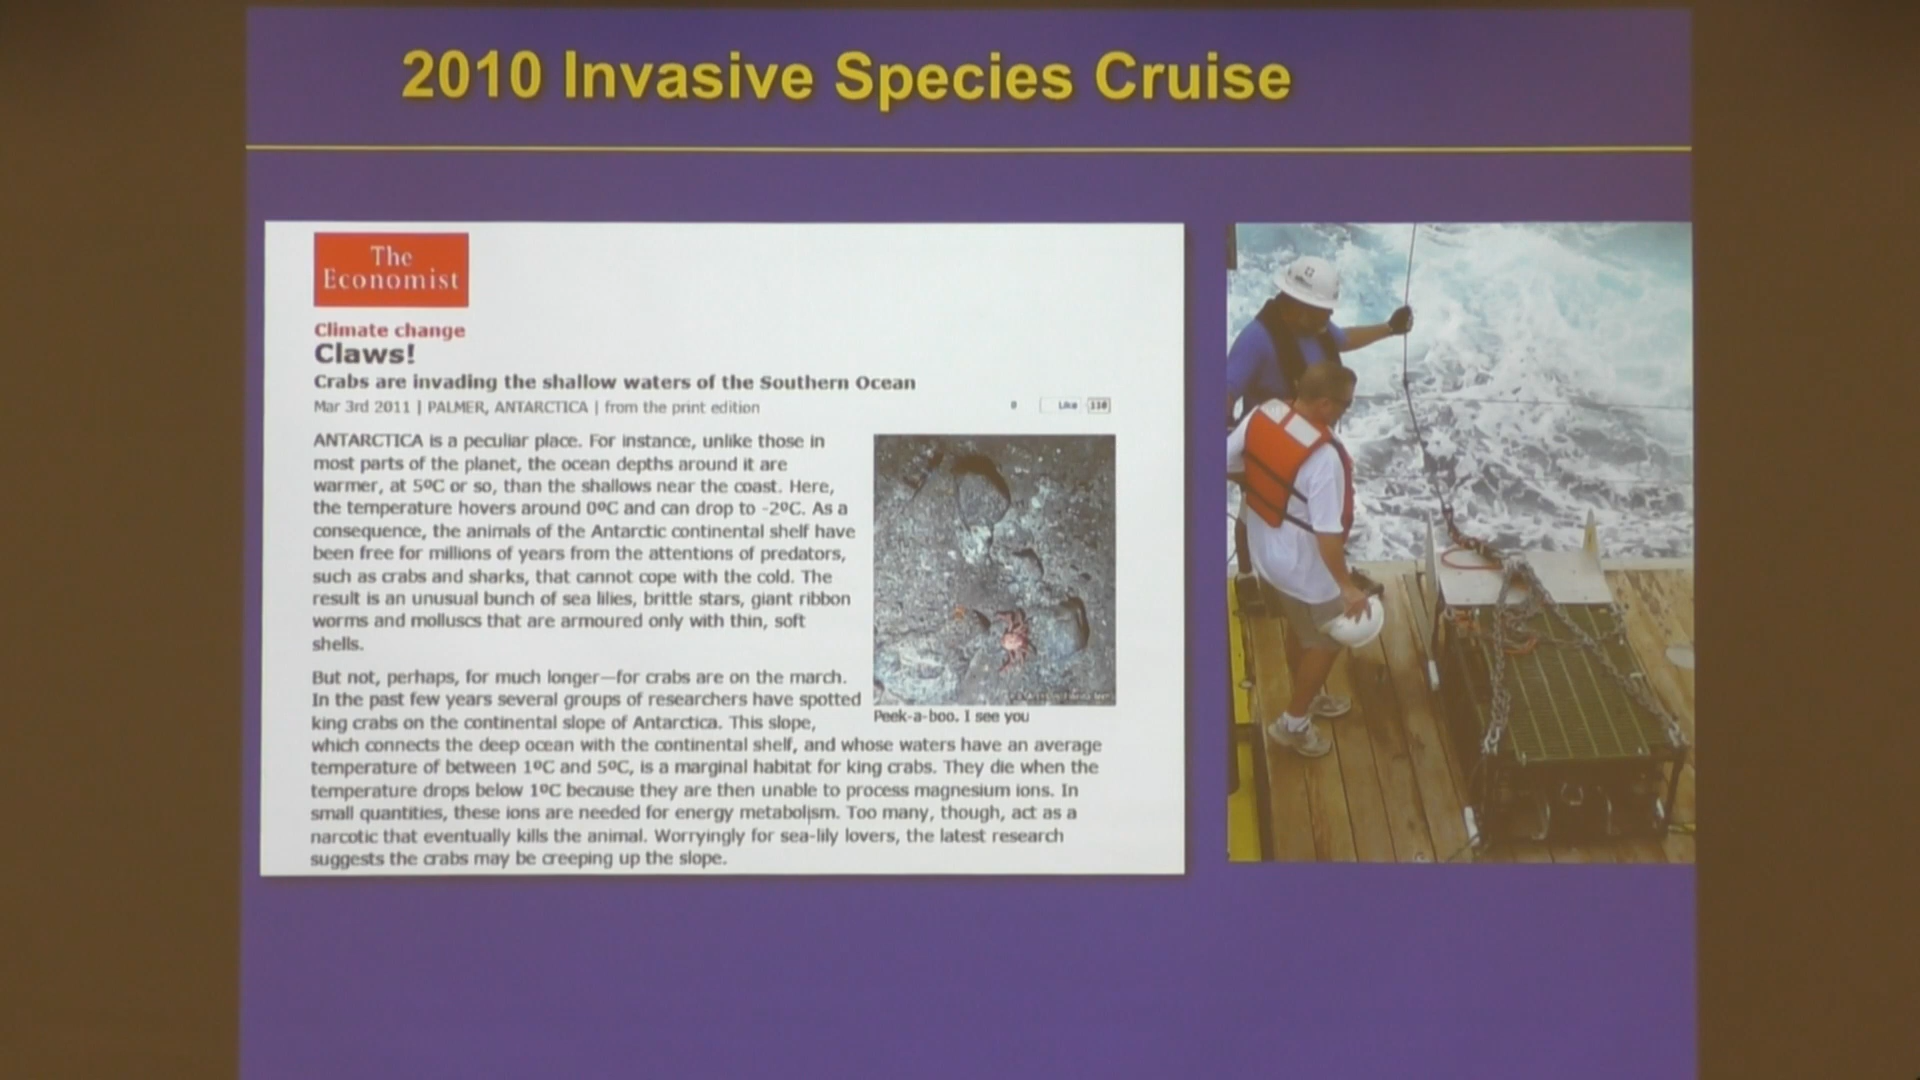 2010 Invasive Species Cruise
The
Economist
Climate change
Claws!
Crabs are invading the shallow waters of the Southern Ocean
Mar 3rd 2011 | PALMER, ANTARCTICA | from the print edition
0 Like
ANTARCTICA is a peculiar place. For instance, unlike those in
most parts of the planet, the ocean depths around it are
warmer, at 5ºC or so, than the shallows near the coast. Here,
the temperature hovers around 0ºC and can drop to -2ºC. As a
consequence, the animals of the Antarctic continental shelf have
been free for millions of years from the attentions of predators,
such as crabs and sharks, that cannot cope with the cold. The
result is an unusual bunch of sea lilies, brittle stars, giant ribbon
worms and molluscs that are armoured only with thin, soft
shells.
Peek-a-boo. I see you
But not, perhaps, for much longer—for crabs are on the march.
In the past few years several groups of researchers have spotted
king crabs on the continental slope of Antarctica. This slope,
which connects the deep ocean with the continental shelf, and whose waters have an average
temperature of between 1ºC and 5ºC, is a marginal habitat for king crabs. They die when the
temperature drops below 1ºC because they are then unable to process magnesium ions. In
small quantities, these ions are needed for energy metabolism. Too many, though, act as a
narcotic that eventually kills the animal. Worryingly for sea-lily lovers, the latest research
suggests the crabs may be creeping up the slope.